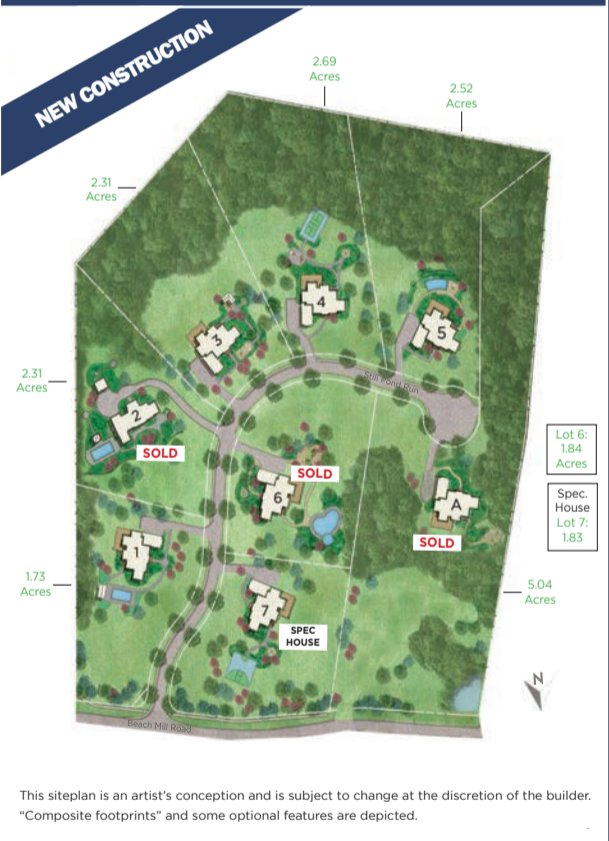 NEW CONSTRUCTION
2.69
Acres
2.52
Acres
2.31
Acres
4
3
5
2.31
Acres
Still Pond Run
2
SOLD
SOLD
6
A
SOLD
Lot 6:
1.84
Acres
Spec.
House
Lot 7:
1.83
1
1.73
Acres
7
SPEC
HOUSE
5.04
Acres
N
Beach Mill Road
This siteplan is an artist's conception and is subject to change at the discretion of the builder.
“Composite footprints” and some optional features are depicted.